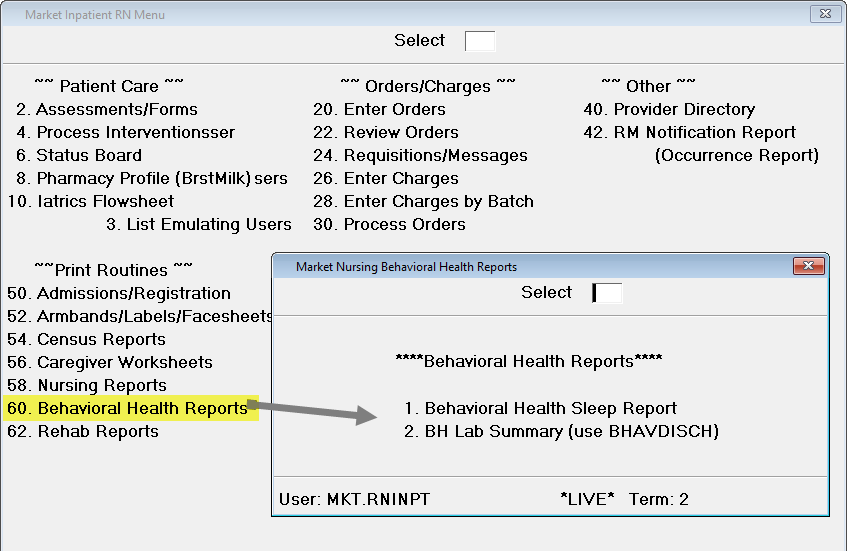 Market Inpatient RN Menu
Select
~~ Patient Care ~~
2. Assessments/Forms
4. Process Interventionsser
6. Status Board
8. Pharmacy Profile (BrstMilk) sers
10. Iatrics Flowsheet
3. List Emulating Users
~~ Orders/Charges ~~
20. Enter Orders
22. Review Orders
24. Requisitions/Messages
26. Enter Charges
28. Enter Charges by Batch
30. Process Orders
~~ Other ~~
40. Provider Directory
42. RM Notification Report
(Occurrence Report)
~~Print Routines ~~
50. Admissions/Registration
52. Armbands/Labels/Facesheets
54. Census Reports
56. Caregiver Worksheets
58. Nursing Reports
60. Behavioral Health Reports
62. Rehab Reports
Market Nursing Behavioral Health Reports
Select
****Behavioral Health Reports****
1. Behavioral Health Sleep Report
2. BH Lab Summary (use BHAVDISCH)
User: MKT.RNINPT *LIVE* Term: 2